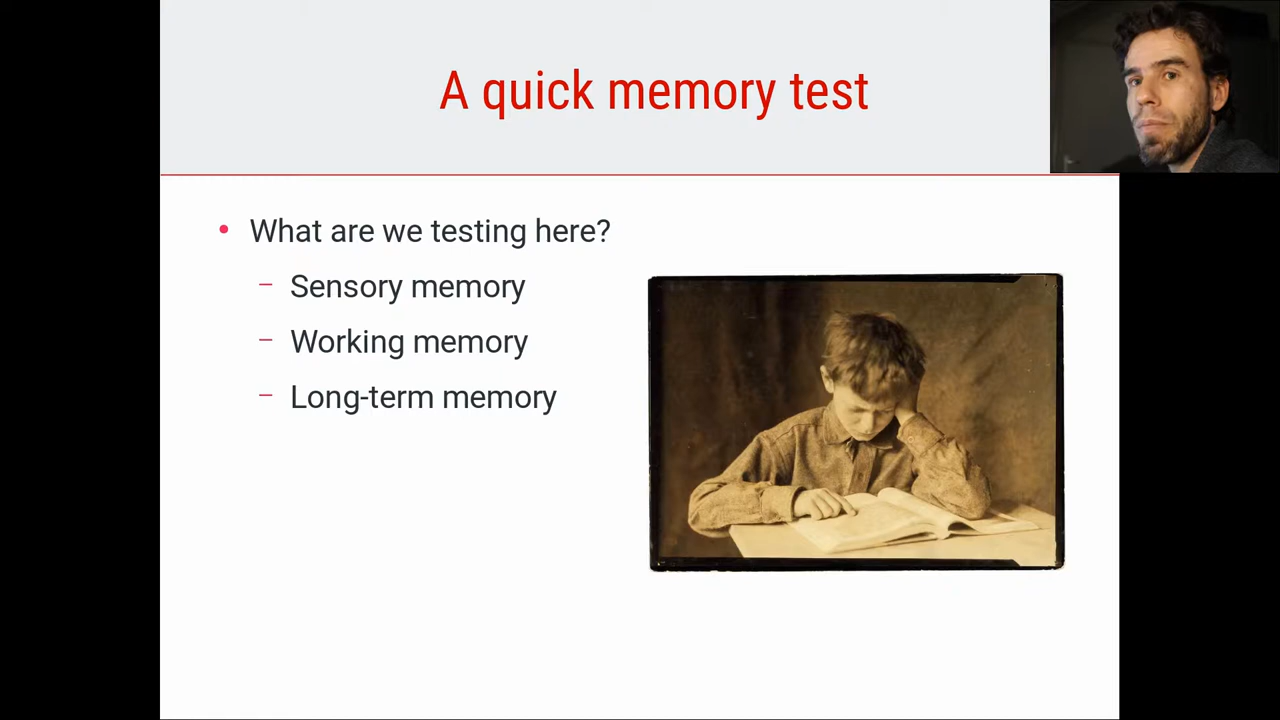 A quick memory test
• What are we testing here?
– Sensory memory
– Working memory
– Long-term memory